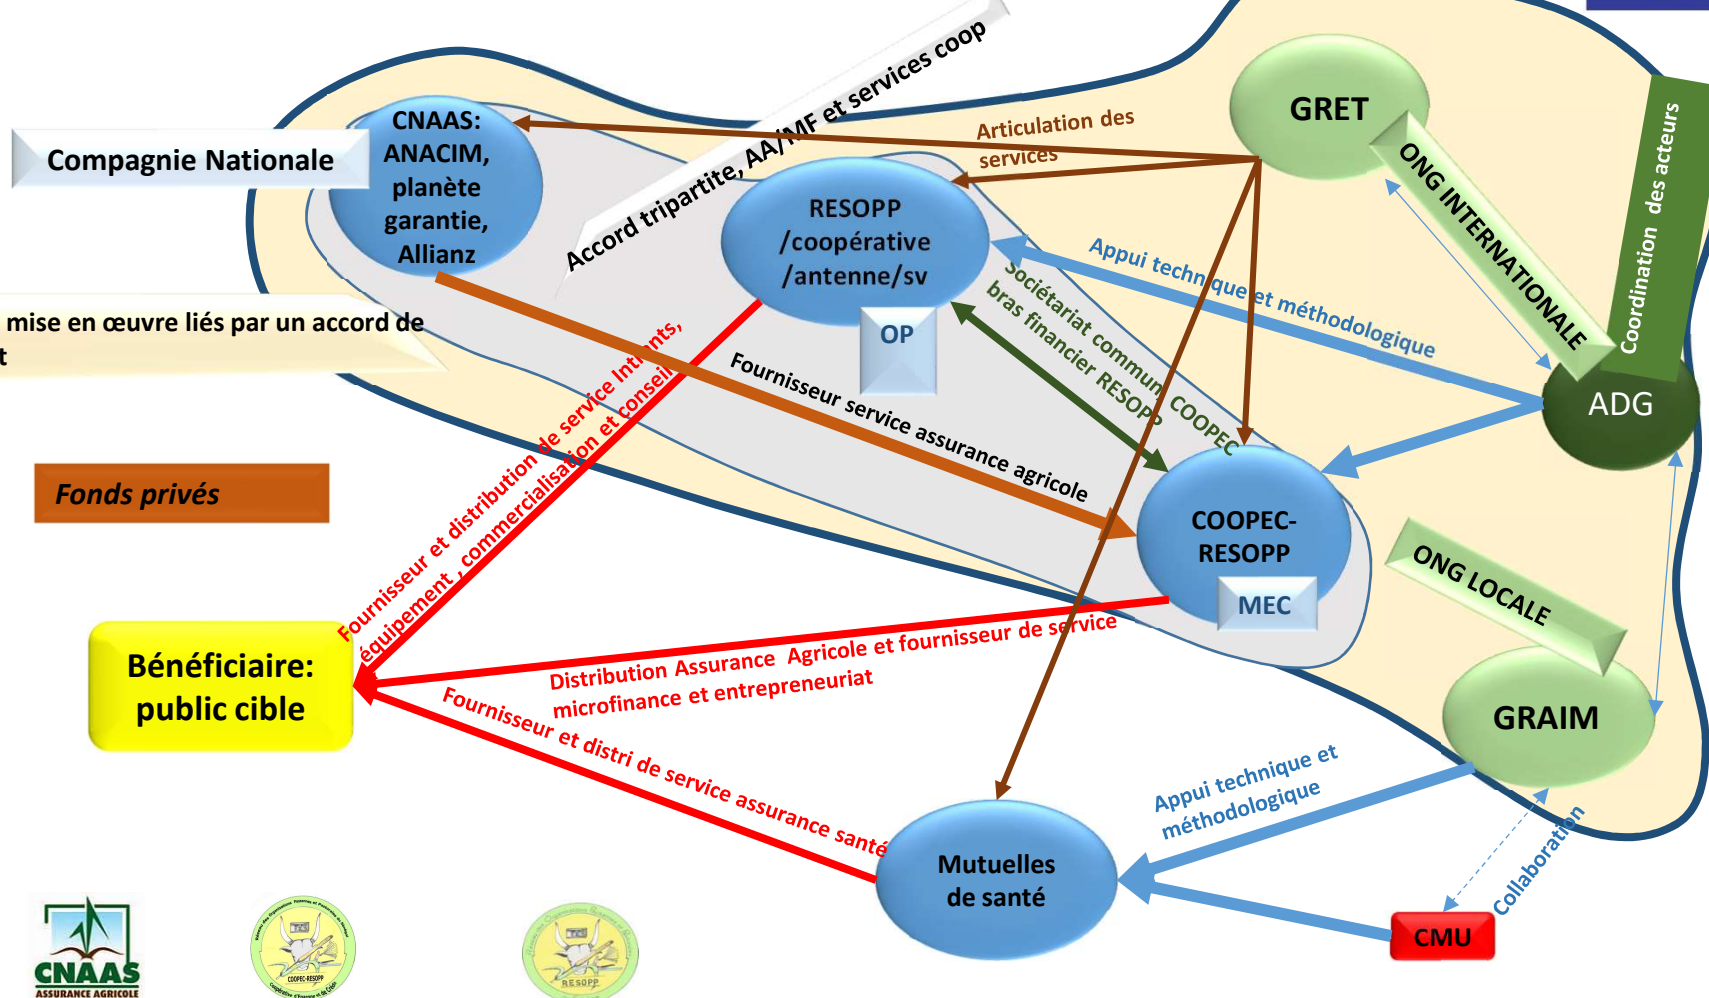 CNAAS:
ANACIM,
planète
garantie,
Allianz
Compagnie Nationale
Accord tripartite, AA/MF et services coop
Articulation des
services
GRET
ONG INTERNATIONALE
Coordination des acteurs
RESOPP
/coopérative
/antenne/sv
OP
Appui technique et méthodologique
Sociétariat commun, COOPEC
bras financier RESOPP
ADG
mise en œuvre liés par un accord de
t
Fournisseur service assurance agricole
Fournisseur et distribution de service Intrants,
équipement , commercialisation et conseil
Fonds privés
COOPEC-
RESOPP
MEC
ONG LOCALE
GRAIM
Bénéficiaire:
public cible
Distribution Assurance Agricole et fournisseur de service
microfinance et entrepreneuriat
Fournisseur et distri de service assurance santé
Appui technique et
méthodologique
Collaboration
Mutuelles
de santé
CMU
CNAAS
ASSURANCE AGRICOLE
COOPEC-RESOPP
RESOPP